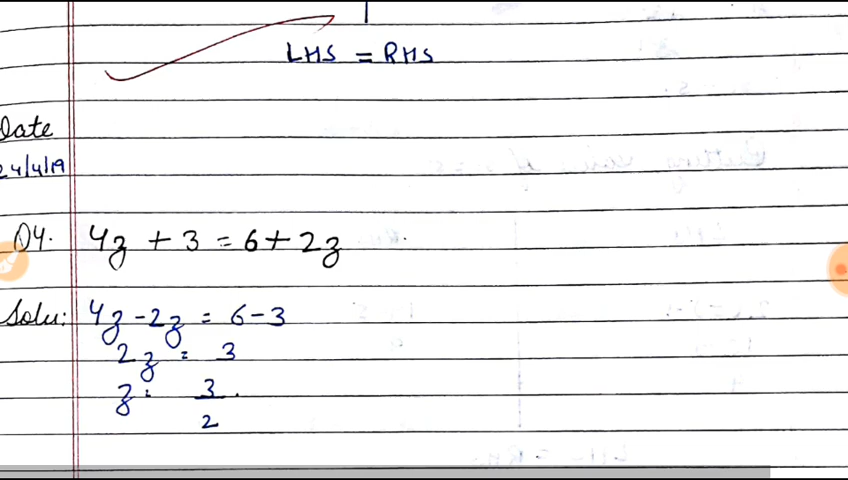 LHS = RHS
Date
24/4/19
Q4. 4z + 3 = 6 + 2z
Solu: 4z - 2z = 6 - 3
2z = 3
z = 3/2